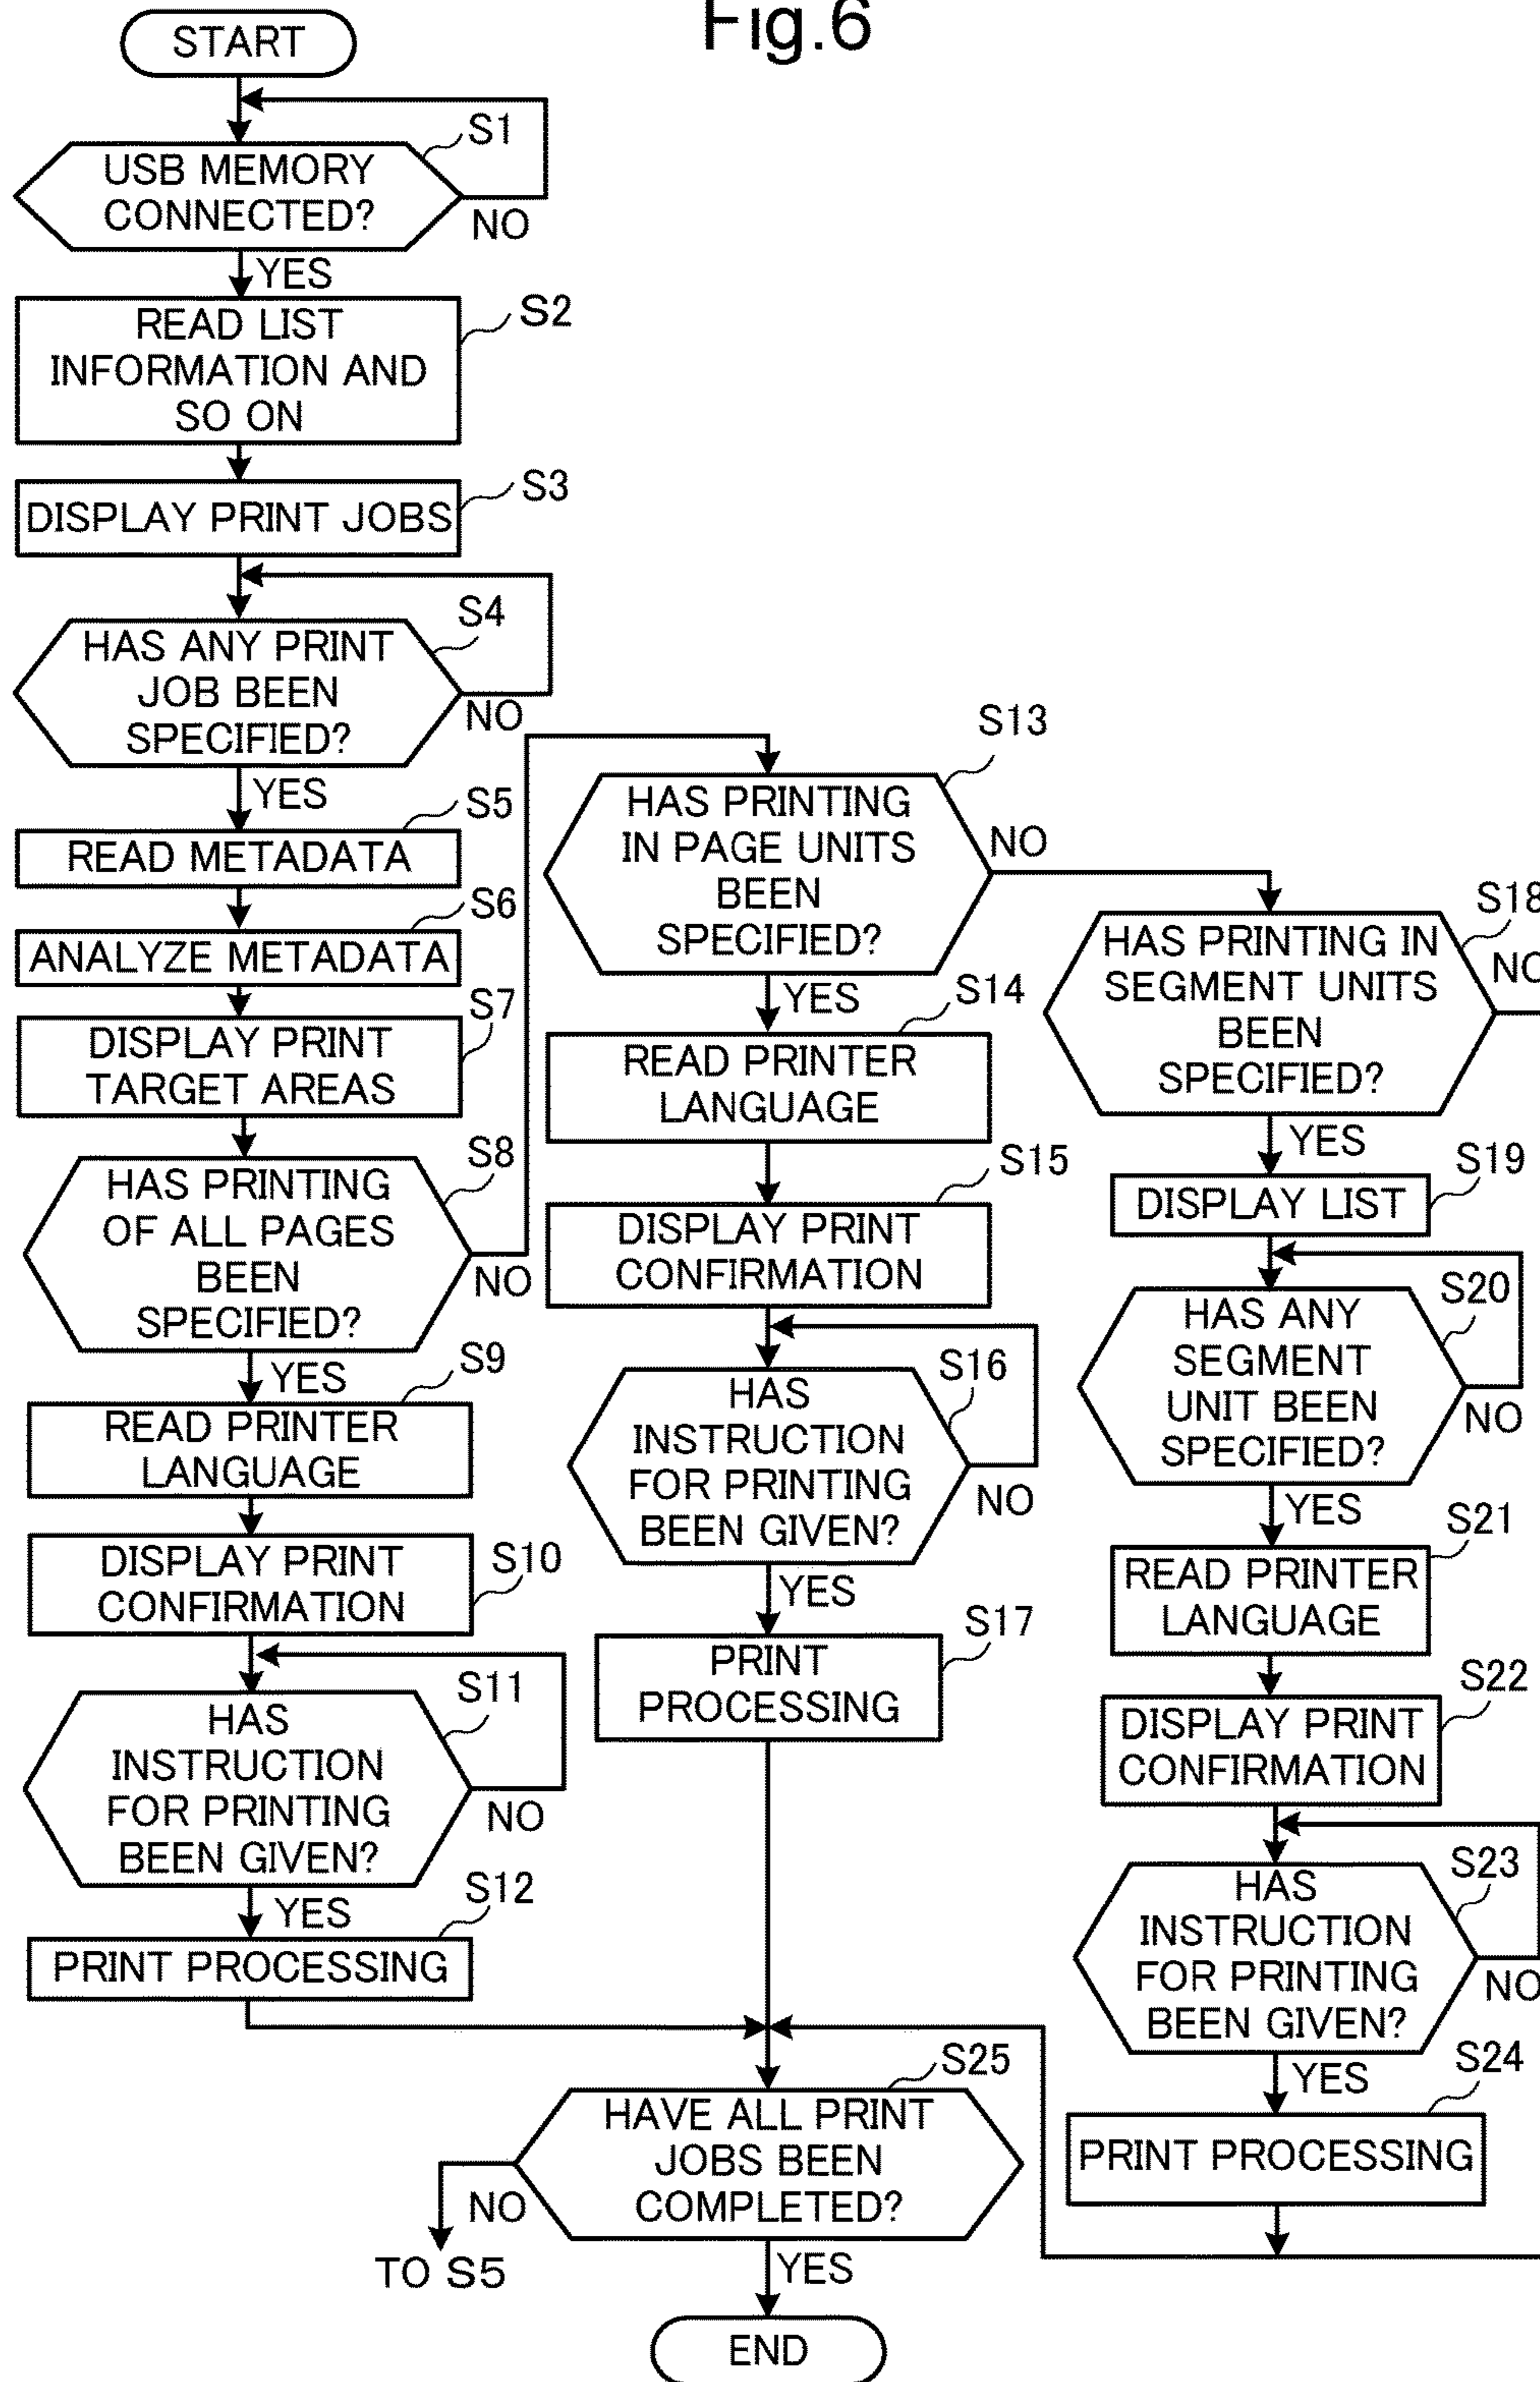 Fig.6
START
S1
USB MEMORY
CONNECTED?
NO
YES
S2
READ LIST
INFORMATION AND
SO ON
S3
DISPLAY PRINT JOBS
S4
HAS ANY PRINT
JOB BEEN
SPECIFIED?
NO
YES
S5
READ METADATA
S6
ANALYZE METADATA
S7
DISPLAY PRINT
TARGET AREAS
S8
HAS PRINTING
OF ALL PAGES
BEEN
SPECIFIED?
NO
YES
S9
READ PRINTER
LANGUAGE
S10
DISPLAY PRINT
CONFIRMATION
S11
HAS
INSTRUCTION
FOR PRINTING
BEEN GIVEN?
NO
YES
S12
PRINT PROCESSING
S13
HAS PRINTING
IN PAGE UNITS
BEEN
SPECIFIED?
NO
YES
S14
READ PRINTER
LANGUAGE
S15
DISPLAY PRINT
CONFIRMATION
S16
HAS
INSTRUCTION
FOR PRINTING
BEEN GIVEN?
NO
YES
S17
PRINT
PROCESSING
S18
HAS PRINTING IN
SEGMENT UNITS
BEEN
SPECIFIED?
NO
YES
S19
DISPLAY LIST
S20
HAS ANY
SEGMENT
UNIT BEEN
SPECIFIED?
NO
YES
S21
READ PRINTER
LANGUAGE
S22
DISPLAY PRINT
CONFIRMATION
S23
HAS
INSTRUCTION
FOR PRINTING
BEEN GIVEN?
NO
YES
S24
PRINT PROCESSING
S25
HAVE ALL PRINT
JOBS BEEN
COMPLETED?
NO
TO S5
YES
END